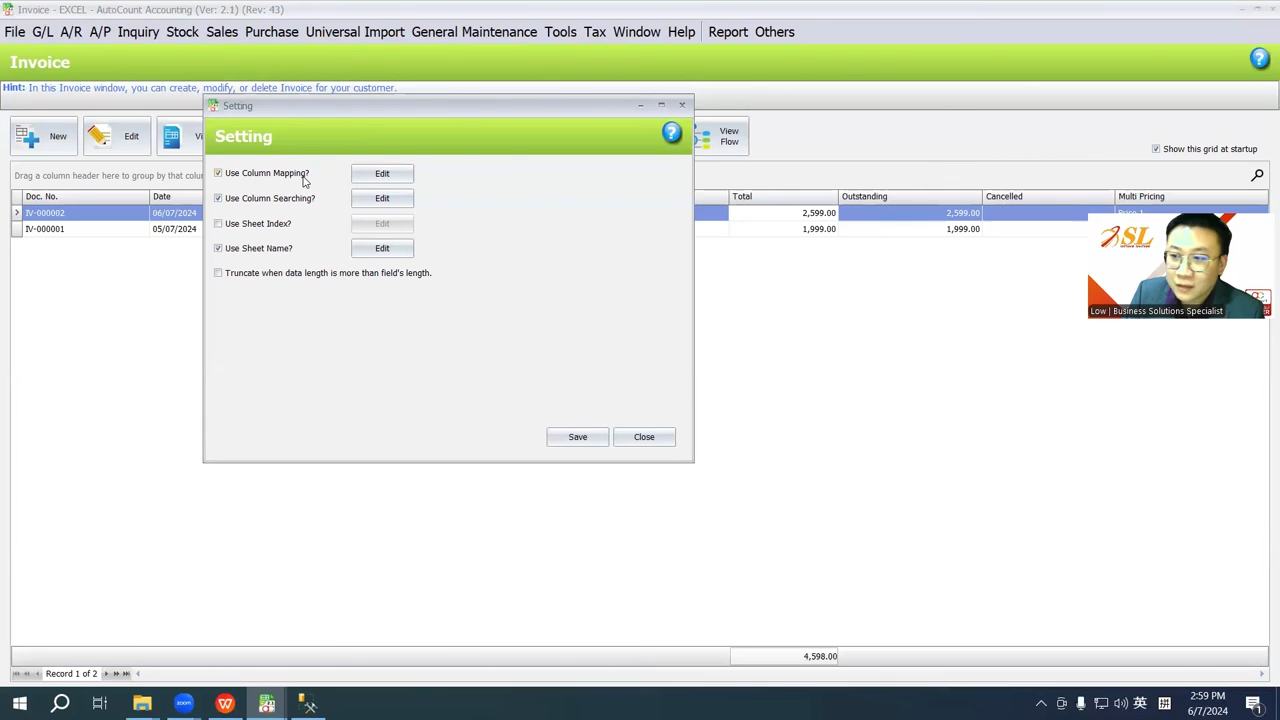 Invoice - EXCEL - AutoCount Accounting (Ver: 2.1) (Rev: 43)
File G/L A/R A/P Inquiry Stock Sales Purchase Universal Import General Maintenance Tools Tax Window Help Report Others
Invoice
Hint: In this Invoice window, you can create, modify, or delete Invoice for your customer.
Setting
Setting
New Edit Vi View Flow
Show this grid at startup
Use Column Mapping? Edit
Drag a column header here to group by that colu
Use Column Searching? Edit
Doc. No. Date Total Outstanding Cancelled Multi Pricing
IV-000002 06/07/2024 2,599.00 2,599.00 Price 1
Use Sheet Index? Edit
IV-000001 05/07/2024 1,999.00 1,999.00
Use Sheet Name? Edit
Truncate when data length is more than field's length.
SL
Low | Business Solutions Specialist
Save Close
4,598.00
Record 1 of 2
zoom
英 拼
2:59 PM
6/7/2024
1